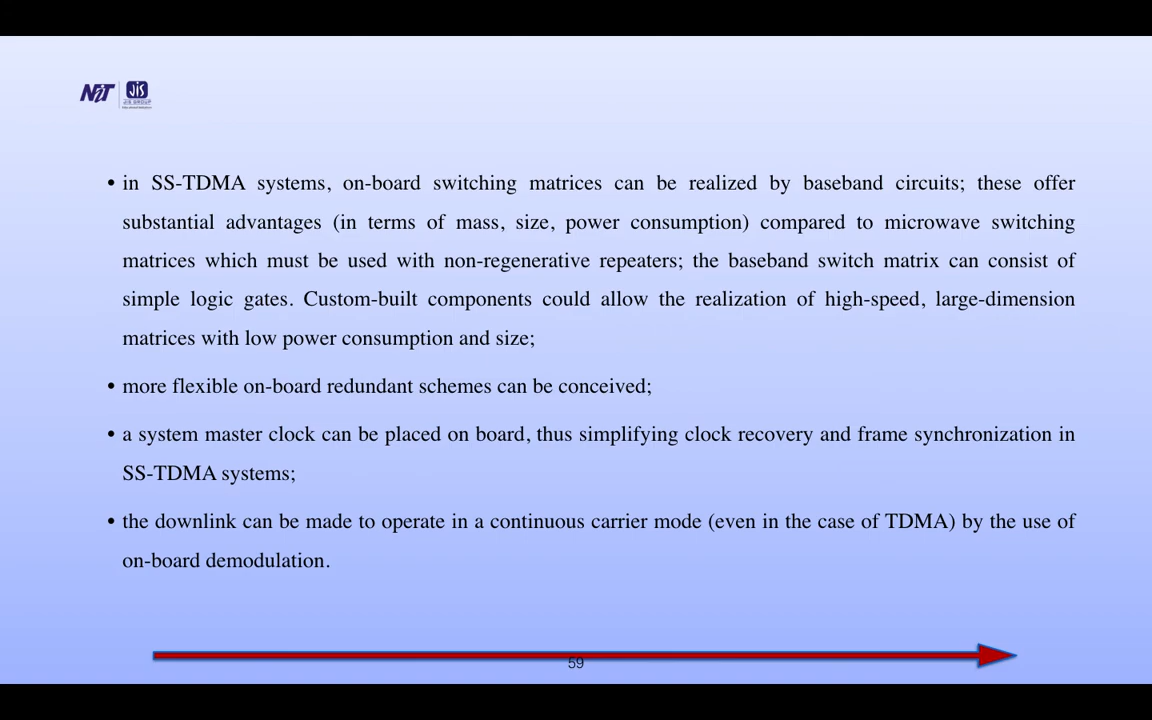 NiT JiS
JIS GROUP
• in SS-TDMA systems, on-board switching matrices can be realized by baseband circuits; these offer
substantial advantages (in terms of mass, size, power consumption) compared to microwave switching
matrices which must be used with non-regenerative repeaters; the baseband switch matrix can consist of
simple logic gates. Custom-built components could allow the realization of high-speed, large-dimension
matrices with low power consumption and size;
• more flexible on-board redundant schemes can be conceived;
• a system master clock can be placed on board, thus simplifying clock recovery and frame synchronization in
SS-TDMA systems;
• the downlink can be made to operate in a continuous carrier mode (even in the case of TDMA) by the use of
on-board demodulation.
59